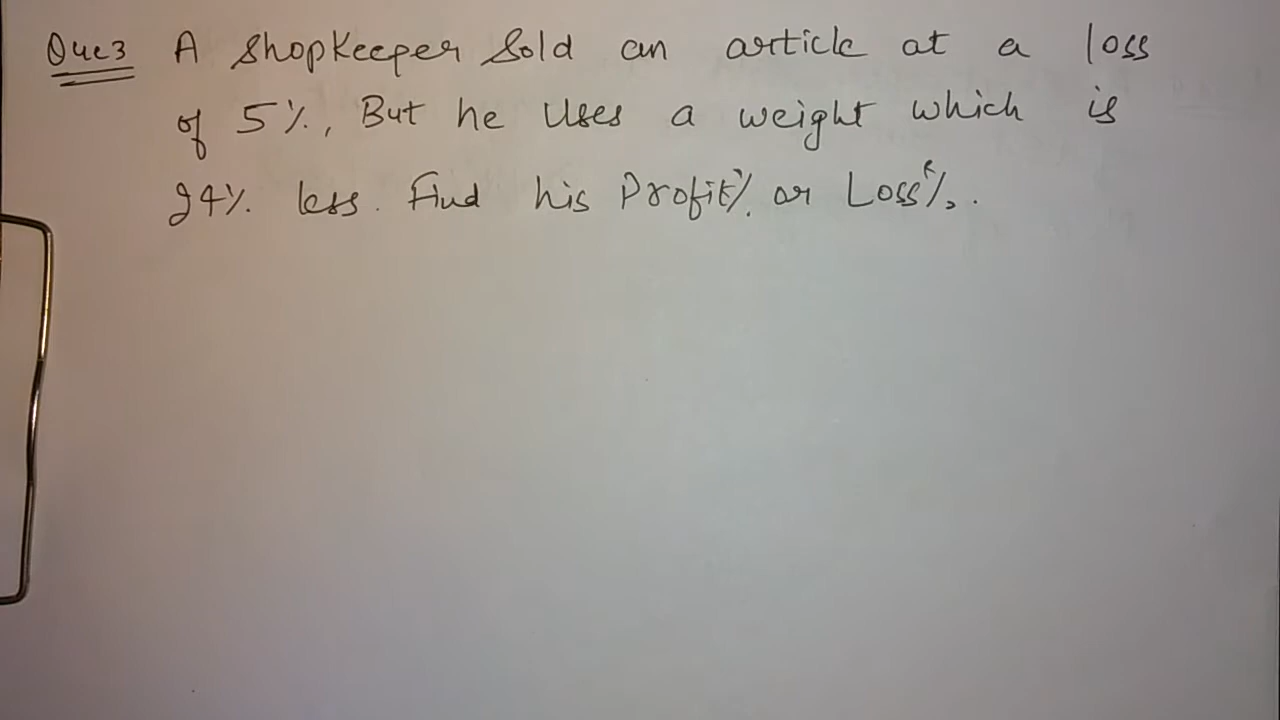 Que3 A Shopkeeper Sold an article at a loss
of 5%, But he Uses a weight which is
24% less. Find his Profit% or Loss%.